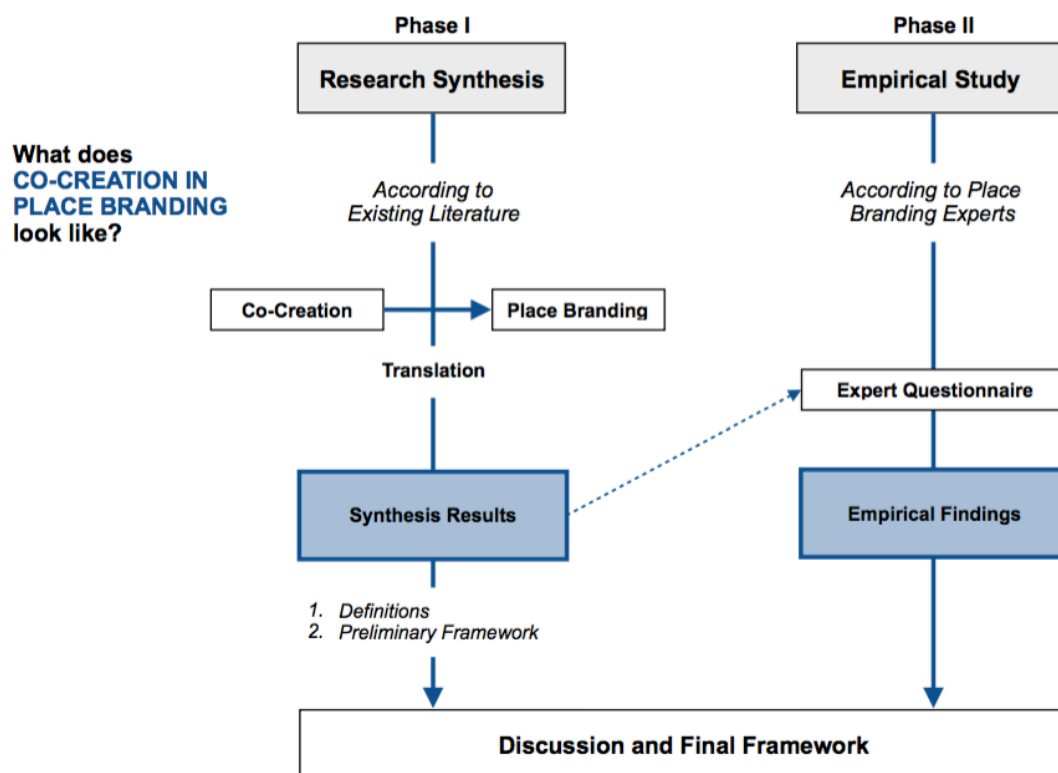 Phase I
Phase II
Research Synthesis
Empirical Study
What does
CO-CREATION IN
PLACE BRANDING
look like?
According to
Existing Literature
According to Place
Branding Experts
Co-Creation
Place Branding
Translation
Expert Questionnaire
Synthesis Results
Empirical Findings
1. Definitions
2. Preliminary Framework
Discussion and Final Framework